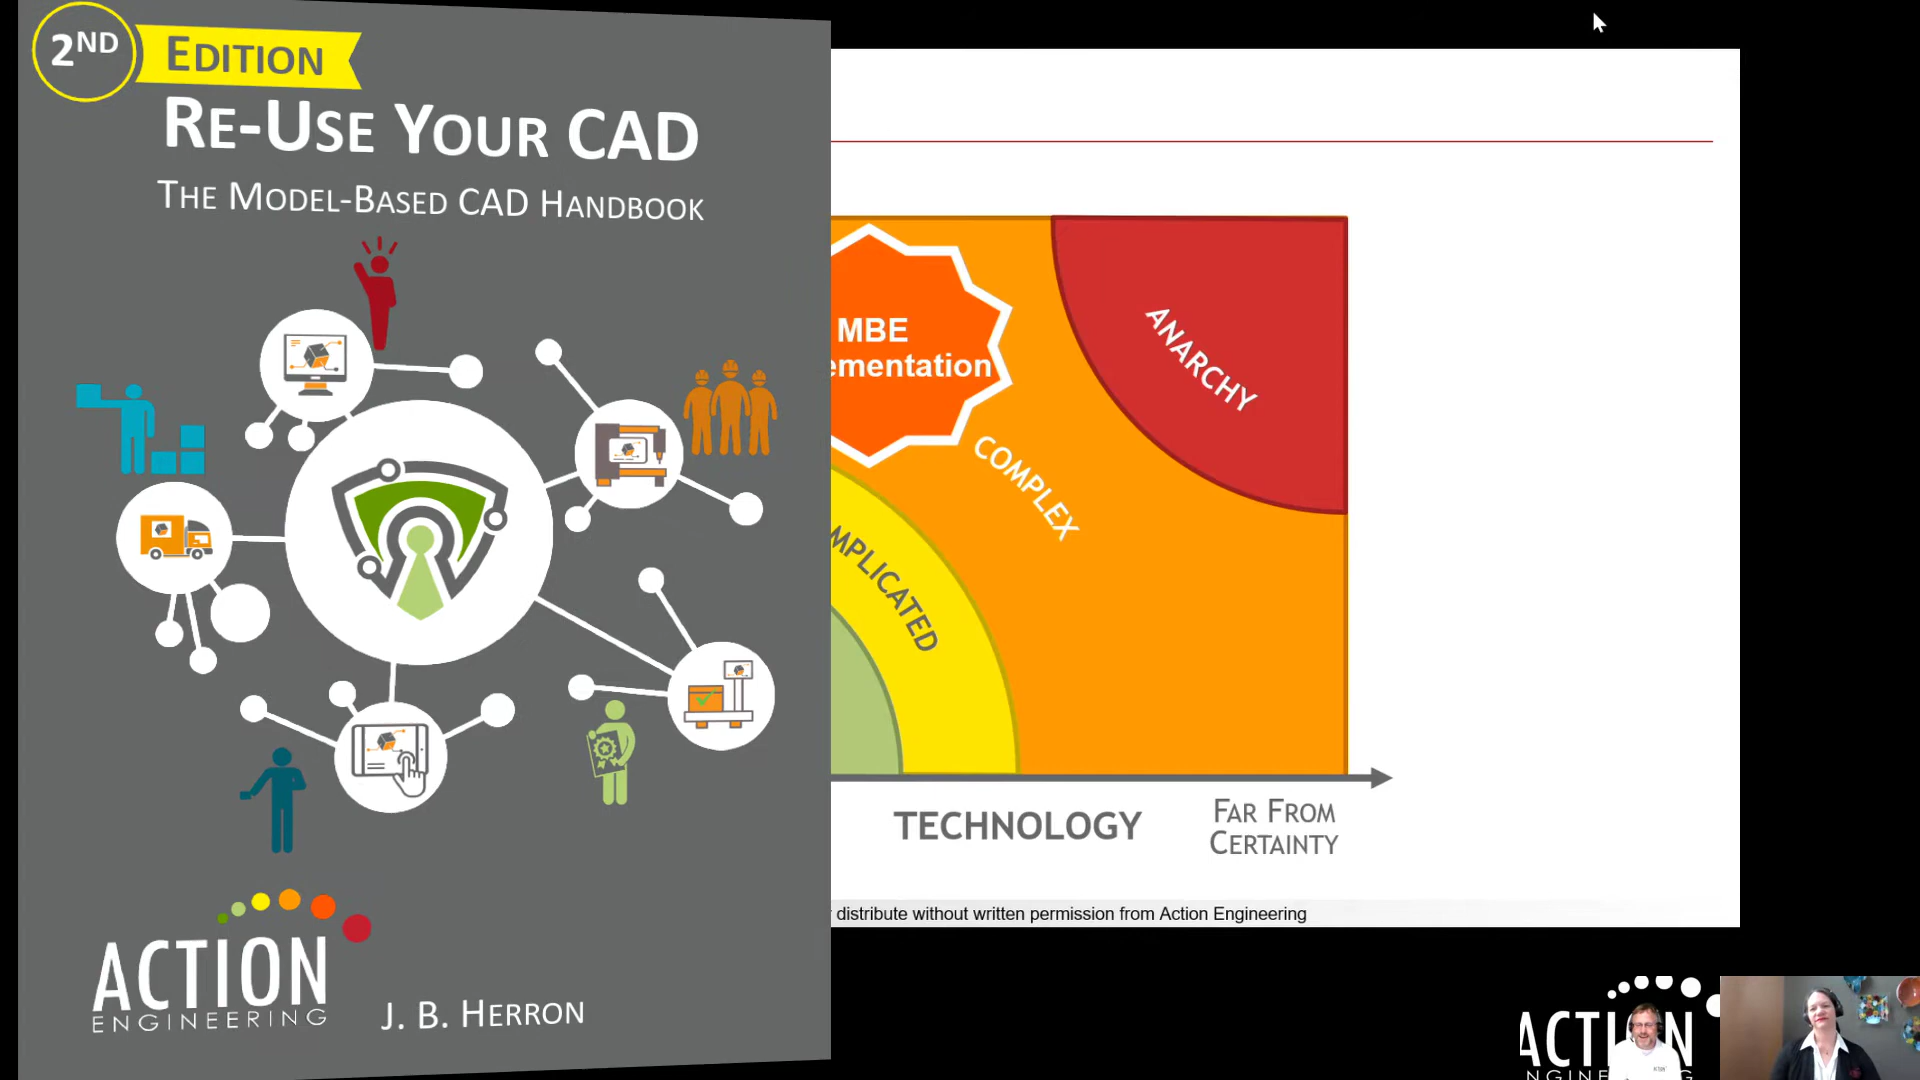 2ND
EDITION
RE-USE YOUR CAD
THE MODEL-BASED CAD HANDBOOK
ACTION
ENGINEERING
J. B. HERRON
MBE
ementation
ANARCHY
COMPLEX
MPLICATED
TECHNOLOGY
FAR FROM
CERTAINTY
distribute without written permission from Action Engineering